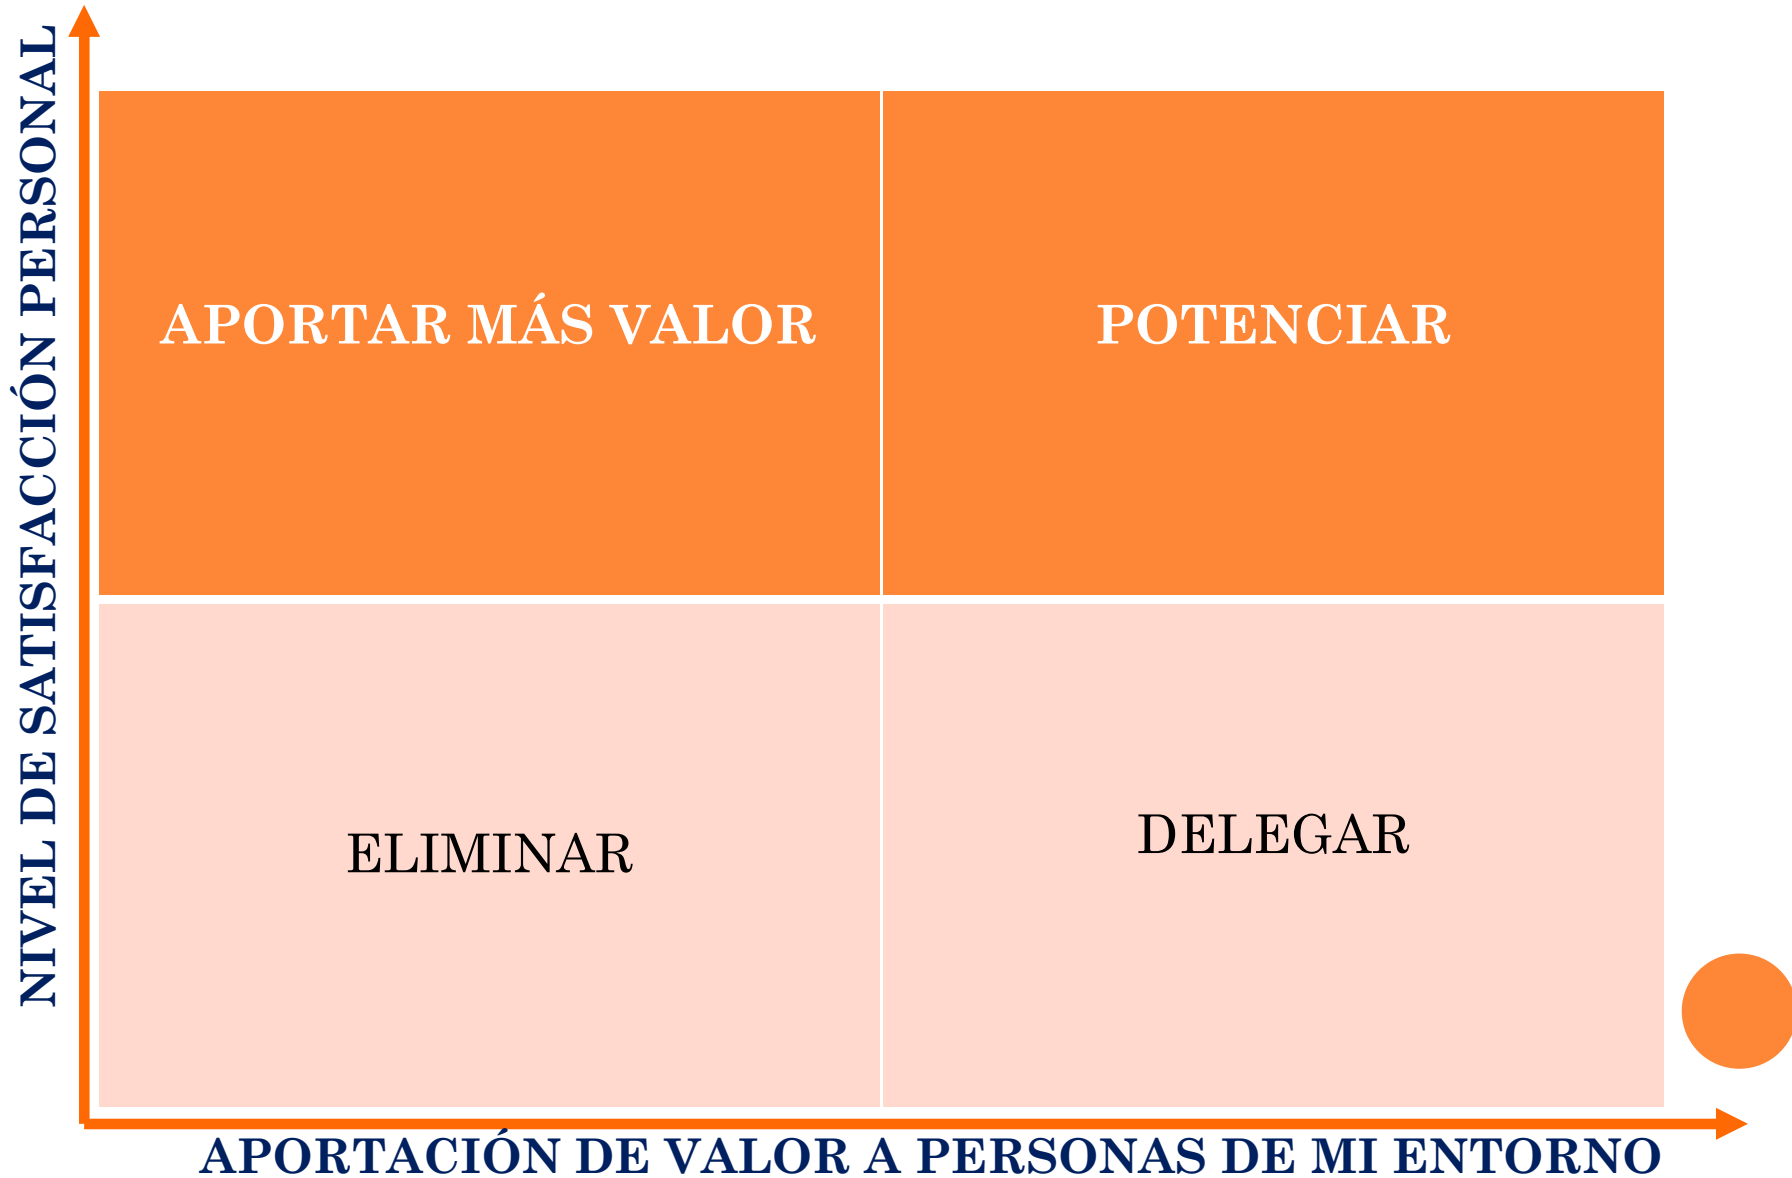 NIVEL DE SATISFACCIÓN PERSONAL
APORTAR MÁS VALOR
POTENCIAR
ELIMINAR
DELEGAR
APORTACIÓN DE VALOR A PERSONAS DE MI ENTORNO